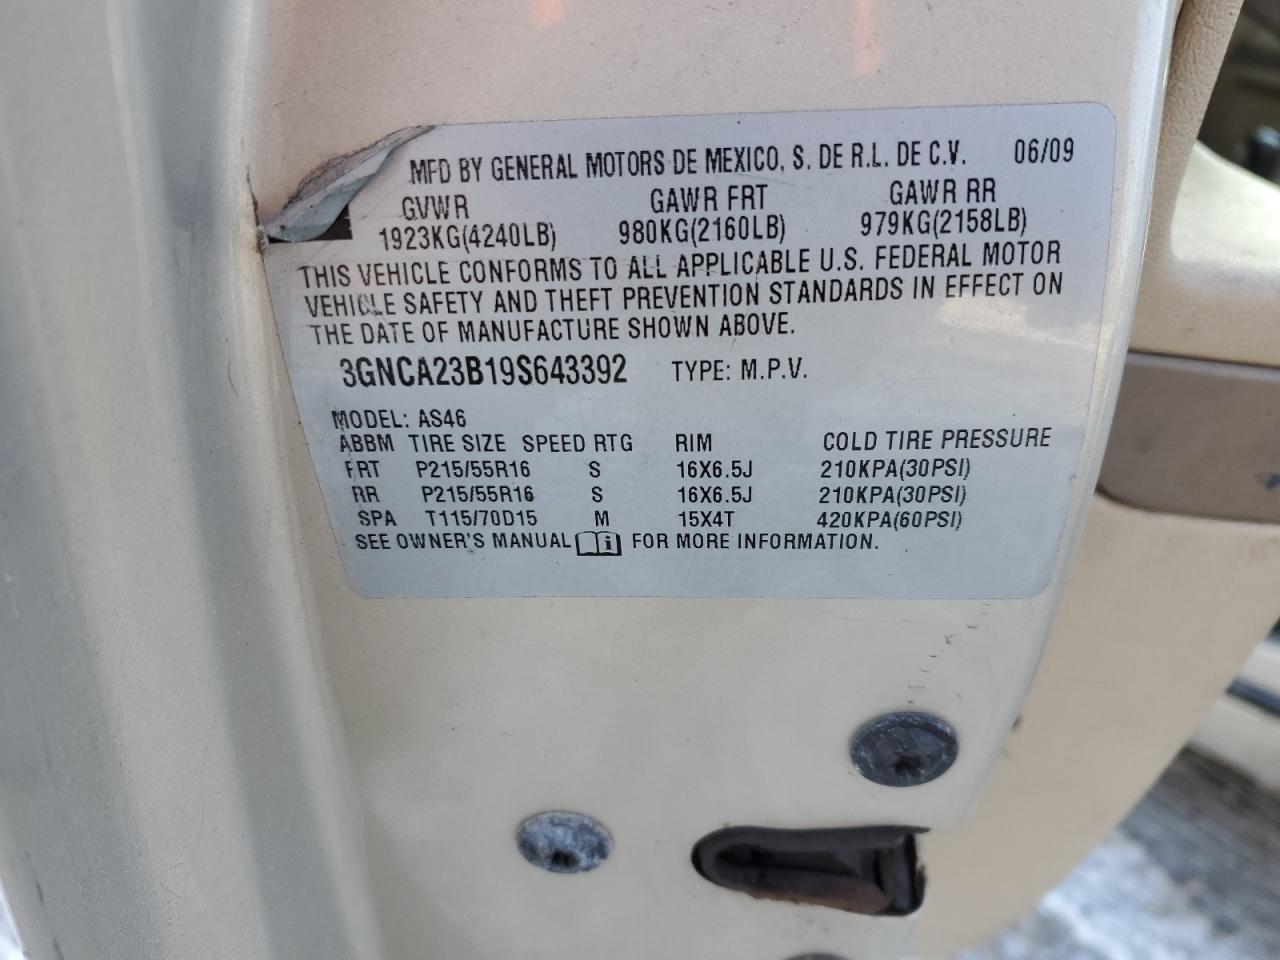 MFD BY GENERAL MOTORS DE MEXICO, S. DE R.L. DE C.V. 06/09
GVWR GAWR FRT GAWR RR
1923KG(4240LB) 980KG(2160LB) 979KG(2158LB)
THIS VEHICLE CONFORMS TO ALL APPLICABLE U.S. FEDERAL MOTOR
VEHICLE SAFETY AND THEFT PREVENTION STANDARDS IN EFFECT ON
THE DATE OF MANUFACTURE SHOWN ABOVE.
3GNCA23B19S643392 TYPE: M.P.V.
MODEL: AS46
ABBM TIRE SIZE SPEED RTG RIM COLD TIRE PRESSURE
FRT P215/55R16 S 16X6.5J 210KPA(30PSI)
RR P215/55R16 S 16X6.5J 210KPA(30PSI)
SPA T115/70D15 M 15X4T 420KPA(60PSI)
SEE OWNER'S MANUAL i FOR MORE INFORMATION.